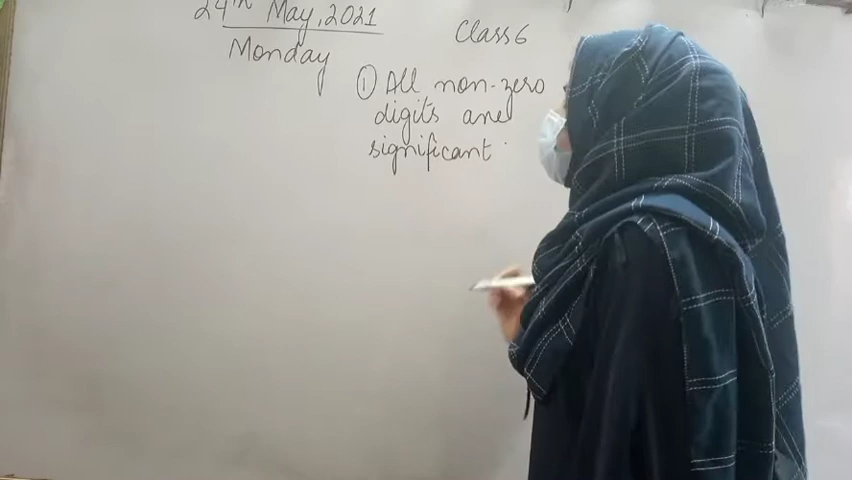 24th May, 2021
Monday
Class 6
① All non-zero
digits are
significant.